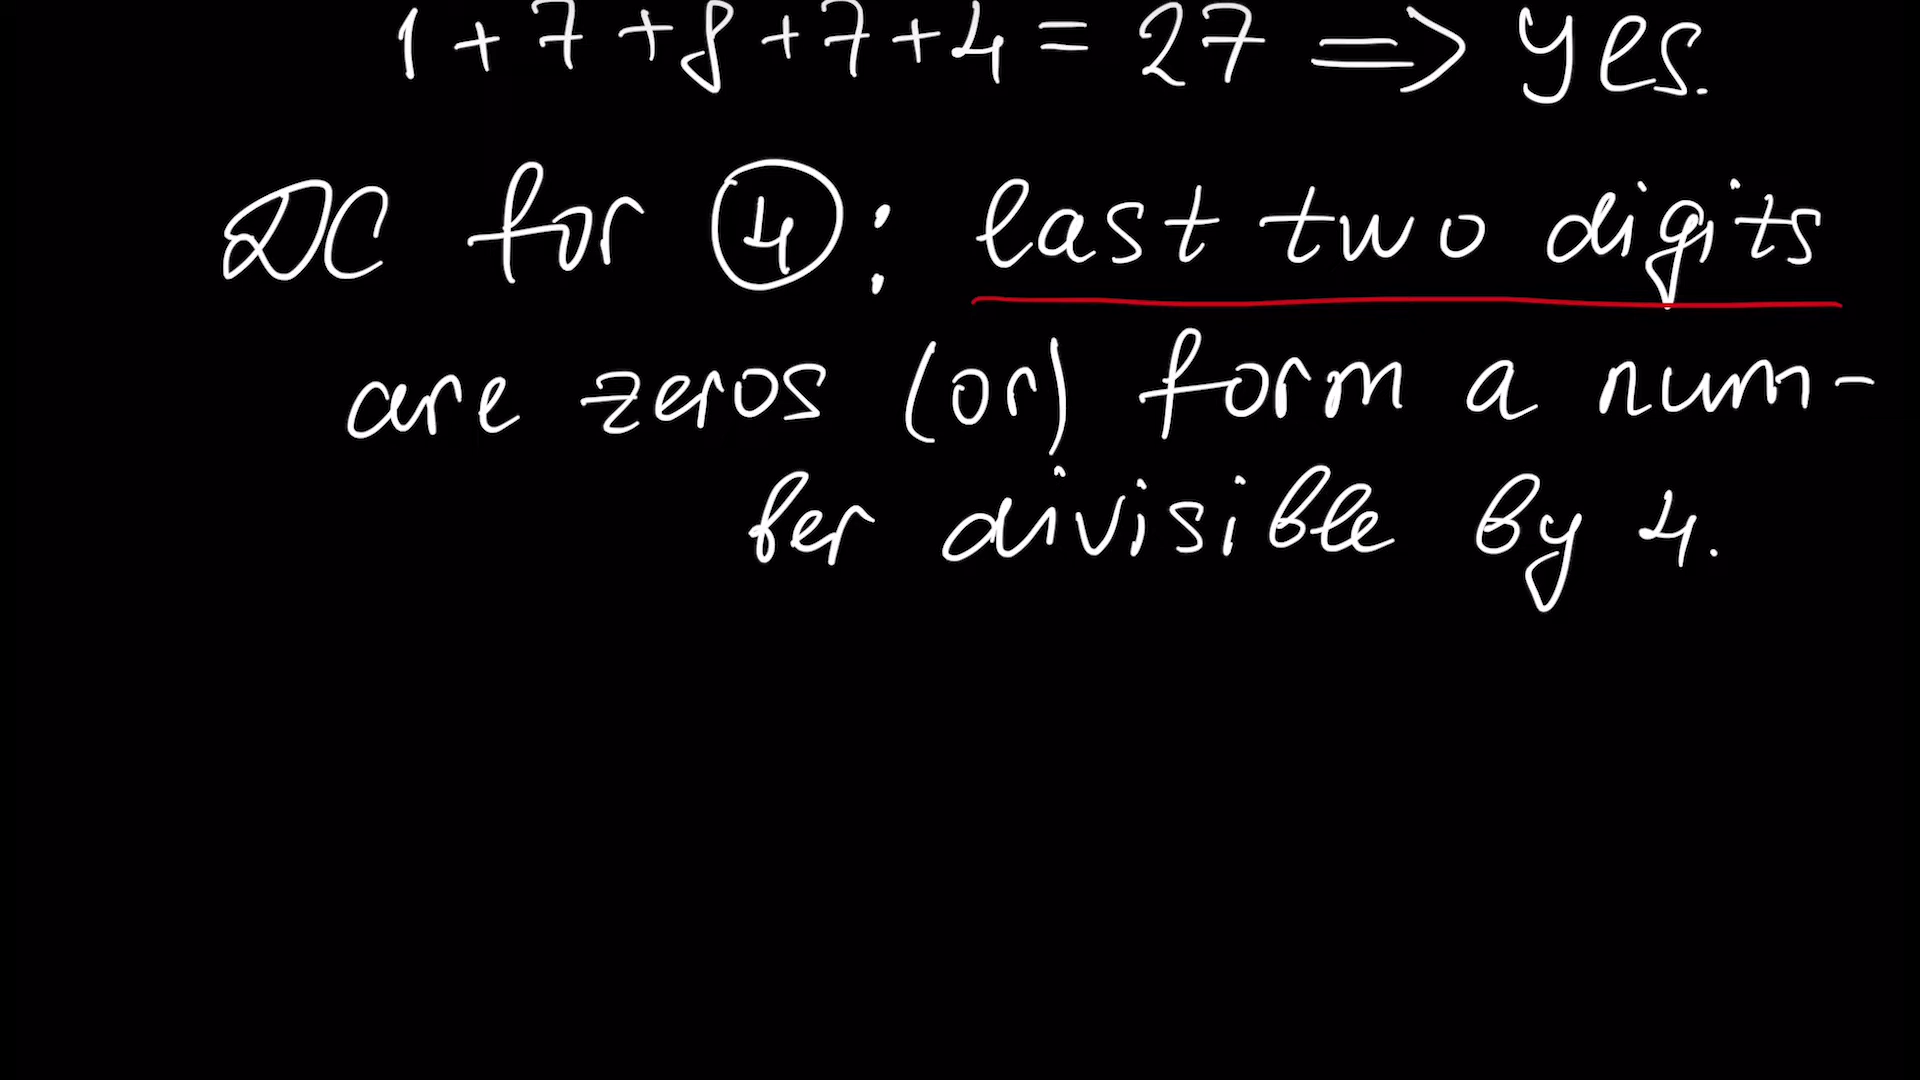 1+7+8+7+4=27 => yes.
DC for 4: last two digits
are zeros (or) form a num-
ber divisible by 4.